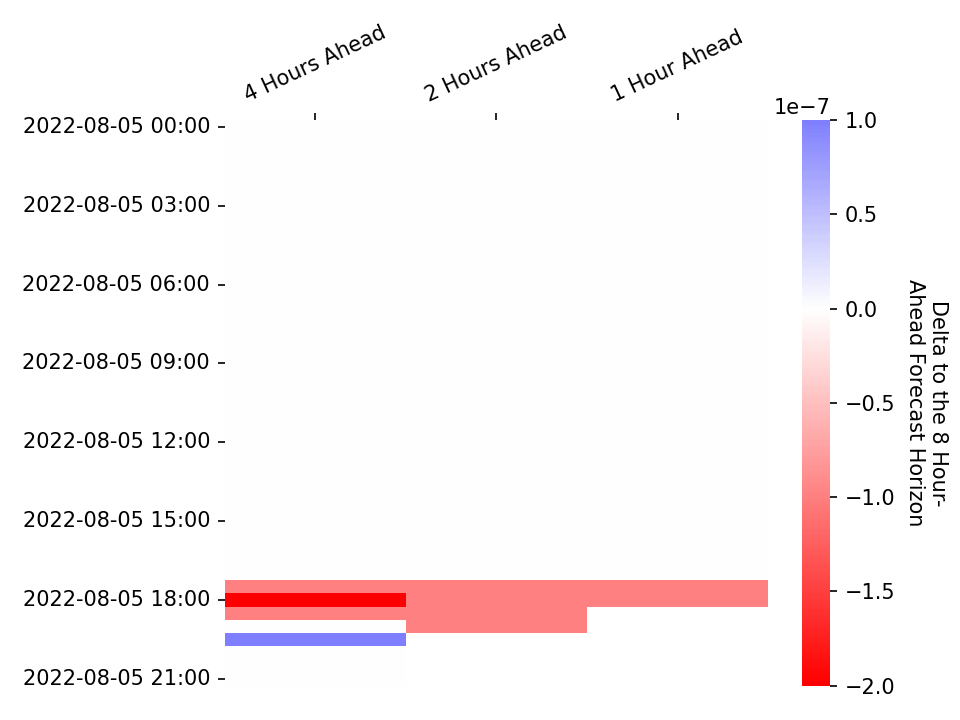 4 Hours Ahead
2 Hours Ahead
1 Hour Ahead
1e−7
2022-08-05 00:00
2022-08-05 03:00
2022-08-05 06:00
2022-08-05 09:00
2022-08-05 12:00
2022-08-05 15:00
2022-08-05 18:00
2022-08-05 21:00
1.0
0.5
0.0
−0.5
−1.0
−1.5
−2.0
Delta to the 8 Hour-
Ahead Forecast Horizon